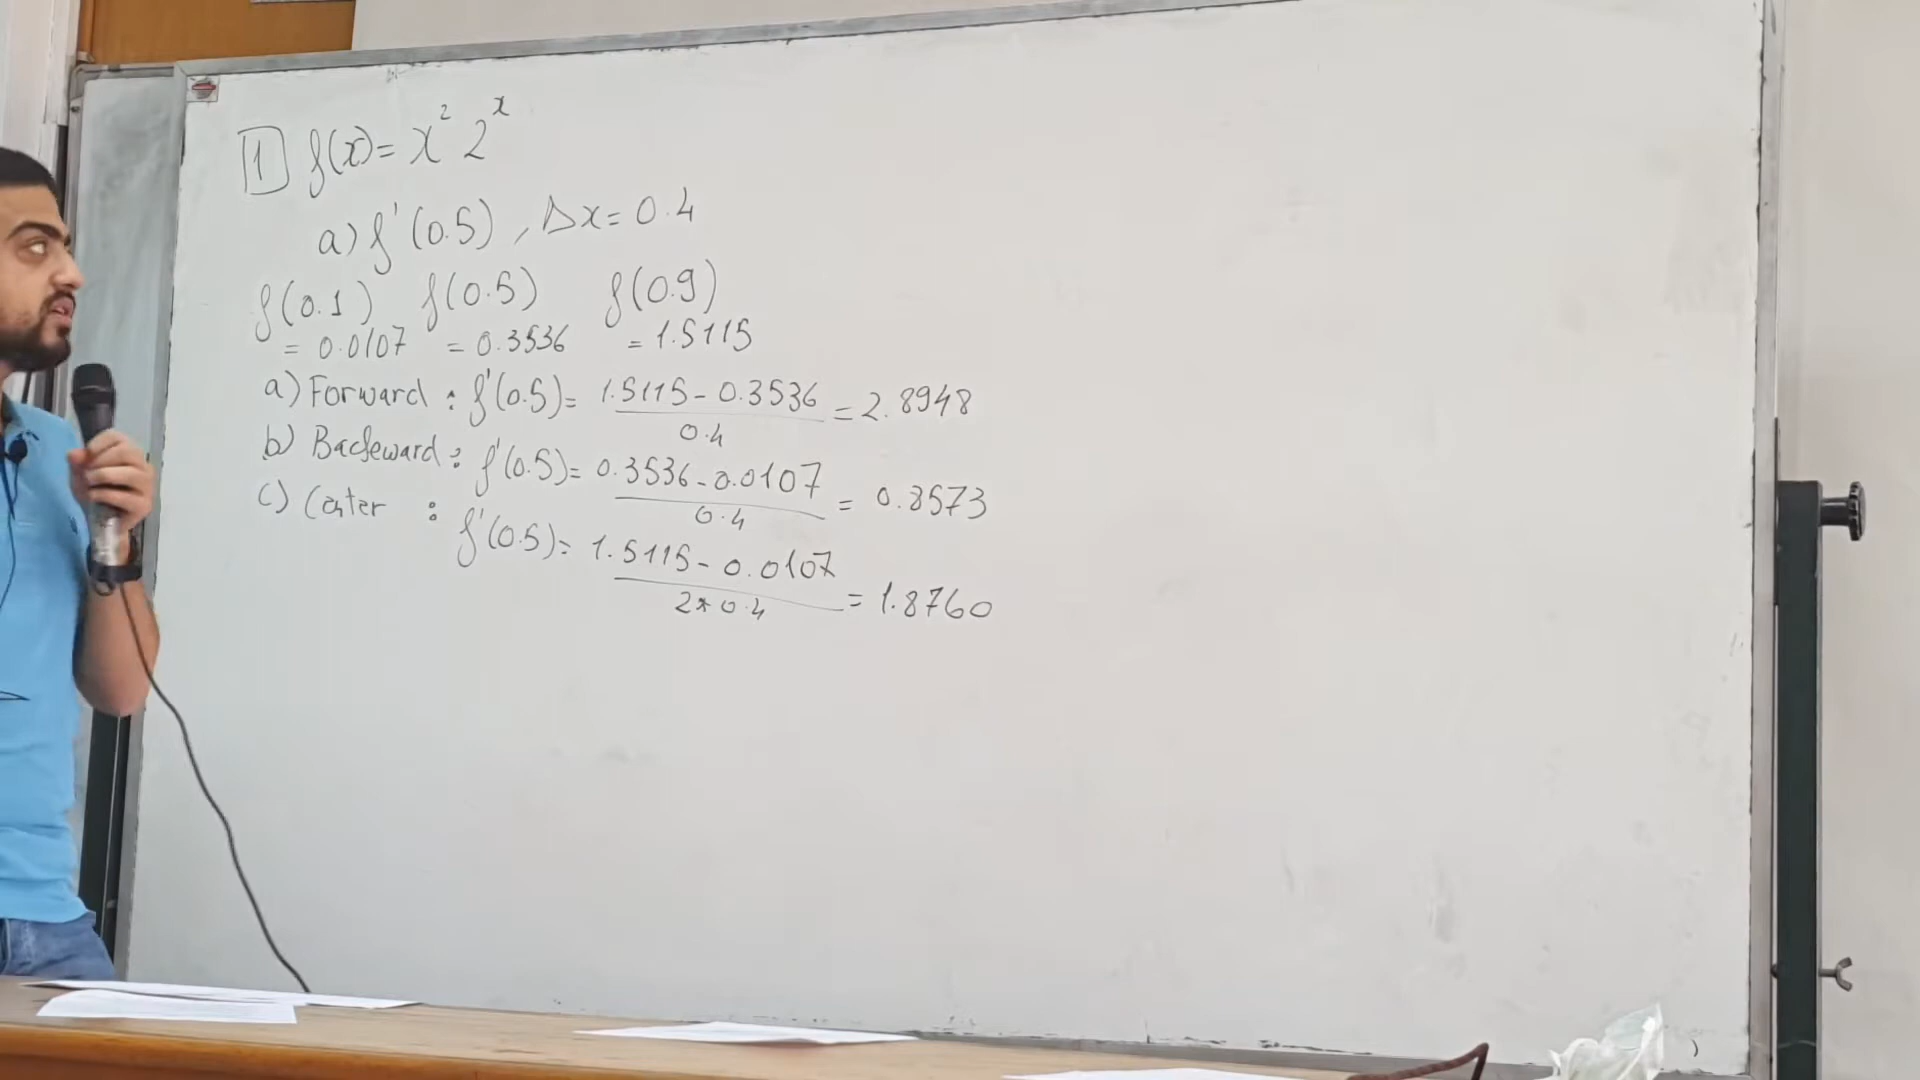 1 f(x) = x² 2ˣ
a) f'(0.5), Δx = 0.4
f(0.1) f(0.5) f(0.9)
= 0.0107 = 0.3536 = 1.5115
a) Forward : f'(0.5) = (1.5115 - 0.3536) / 0.4 = 2.8948
b) Backward : f'(0.5) = (0.3536 - 0.0107) / 0.4 = 0.8573
c) Center : f'(0.5) = (1.5115 - 0.0107) / (2*0.4) = 1.8760